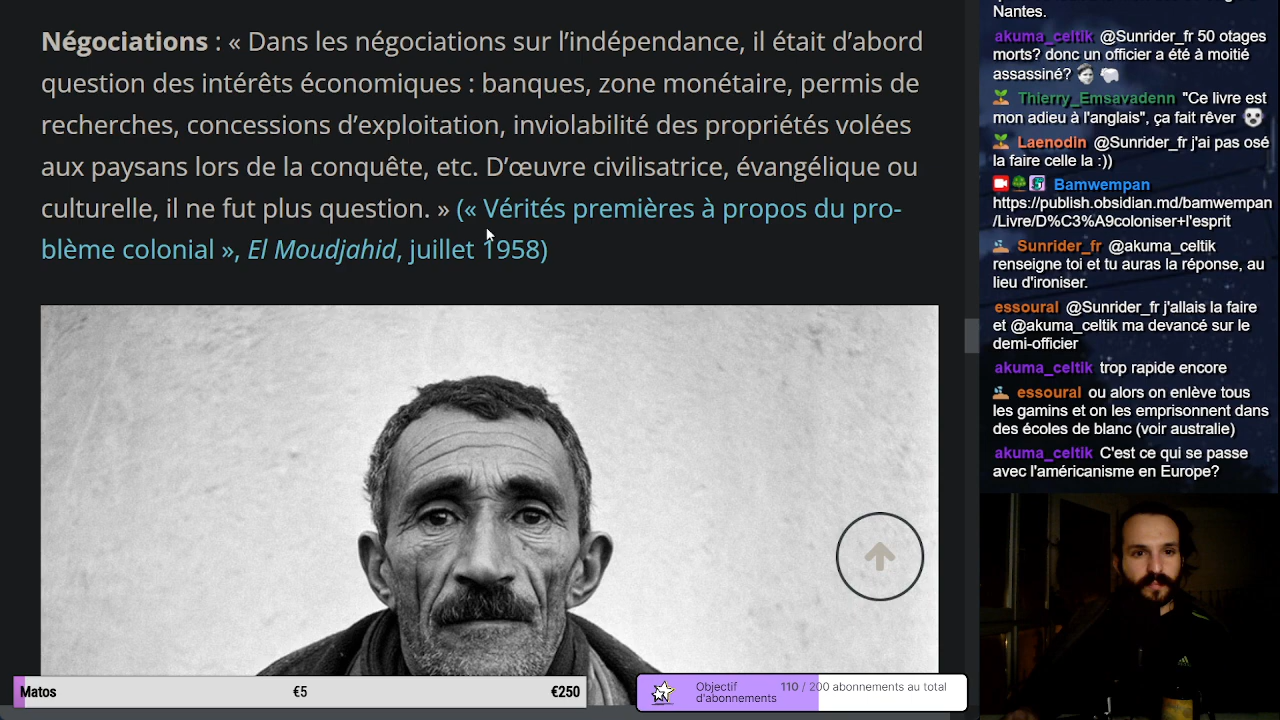 Négociations : « Dans les négociations sur l’indépendance, il était d’abord
question des intérêts économiques : banques, zone monétaire, permis de
recherches, concessions d’exploitation, inviolabilité des propriétés volées
aux paysans lors de la conquête, etc. D’œuvre civilisatrice, évangélique ou
culturelle, il ne fut plus question. » (« Vérités premières à propos du pro-
blème colonial », El Moudjahid, juillet 1958)
Matos €5 €250
Objectif
d'abonnements
110 / 200 abonnements au total
Nantes.
akuma_celtik @Sunrider_fr 50 otages
morts? donc un officier a été à moitié
assassiné?
Thierry_Emsavadenn "Ce livre est
mon adieu à l'anglais", ça fait rêver
Laenodin @Sunrider_fr j'ai pas osé
la faire celle la :))
Bamwempan
https://publish.obsidian.md/bamwempan
/Livre/D%C3%A9coloniser+l'esprit
Sunrider_fr @akuma_celtik
renseigne toi et tu auras la réponse, au
lieu d'ironiser.
essoural @Sunrider_fr j'allais la faire
et @akuma_celtik ma devancé sur le
demi-officier
akuma_celtik trop rapide encore
essoural ou alors on enlève tous
les gamins et on les emprisonnent dans
des écoles de blanc (voir australie)
akuma_celtik C'est ce qui se passe
avec l'américanisme en Europe?